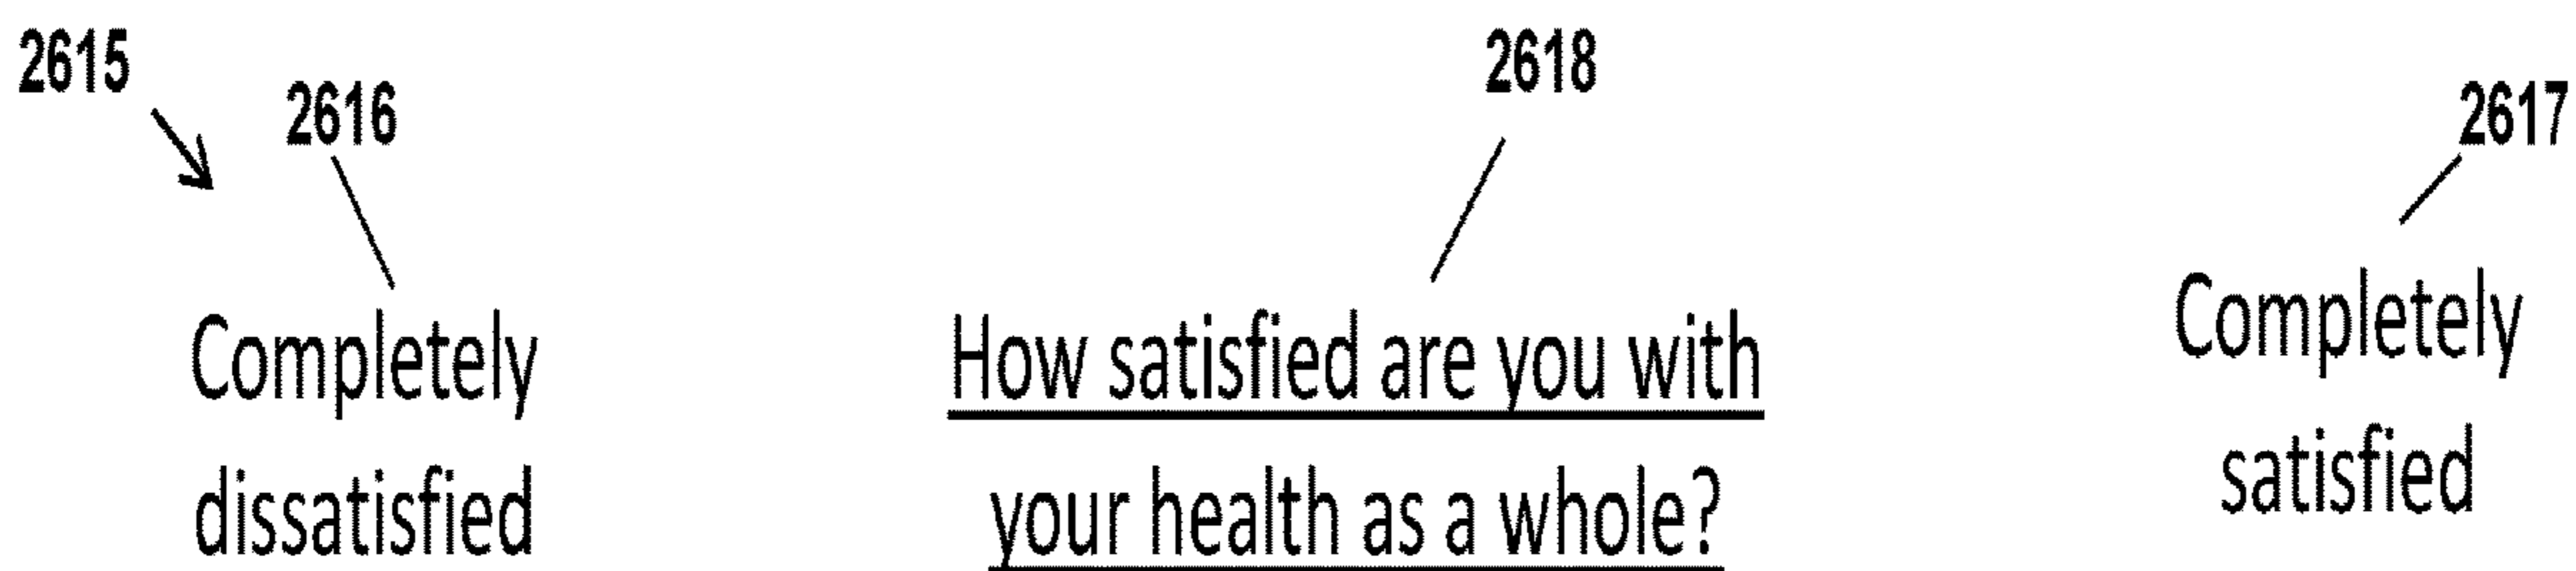 2615
2616
2618
2617
Completely
dissatisfied
How satisfied are you with
your health as a whole?
Completely
satisfied